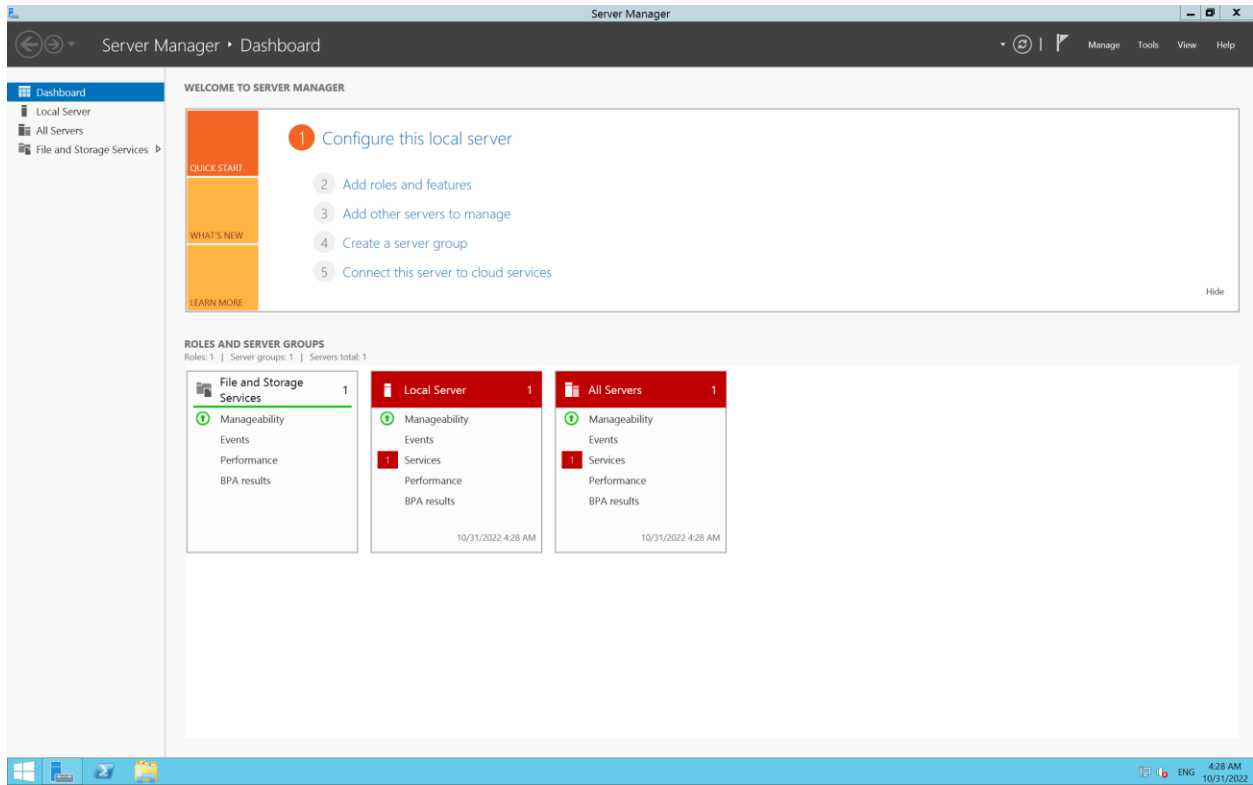 Server Manager
Server Manager • Dashboard
Manage Tools View Help
Dashboard
Local Server
All Servers
File and Storage Services
WELCOME TO SERVER MANAGER
QUICK START
WHAT'S NEW
LEARN MORE
1 Configure this local server
2 Add roles and features
3 Add other servers to manage
4 Create a server group
5 Connect this server to cloud services
Hide
ROLES AND SERVER GROUPS
Roles: 1 | Server groups: 1 | Servers total: 1
File and Storage
Services
1
Manageability
Events
Performance
BPA results
Local Server 1
Manageability
Events
1 Services
Performance
BPA results
10/31/2022 4:28 AM
All Servers 1
Manageability
Events
1 Services
Performance
BPA results
10/31/2022 4:28 AM
ENG
4:28 AM
10/31/2022